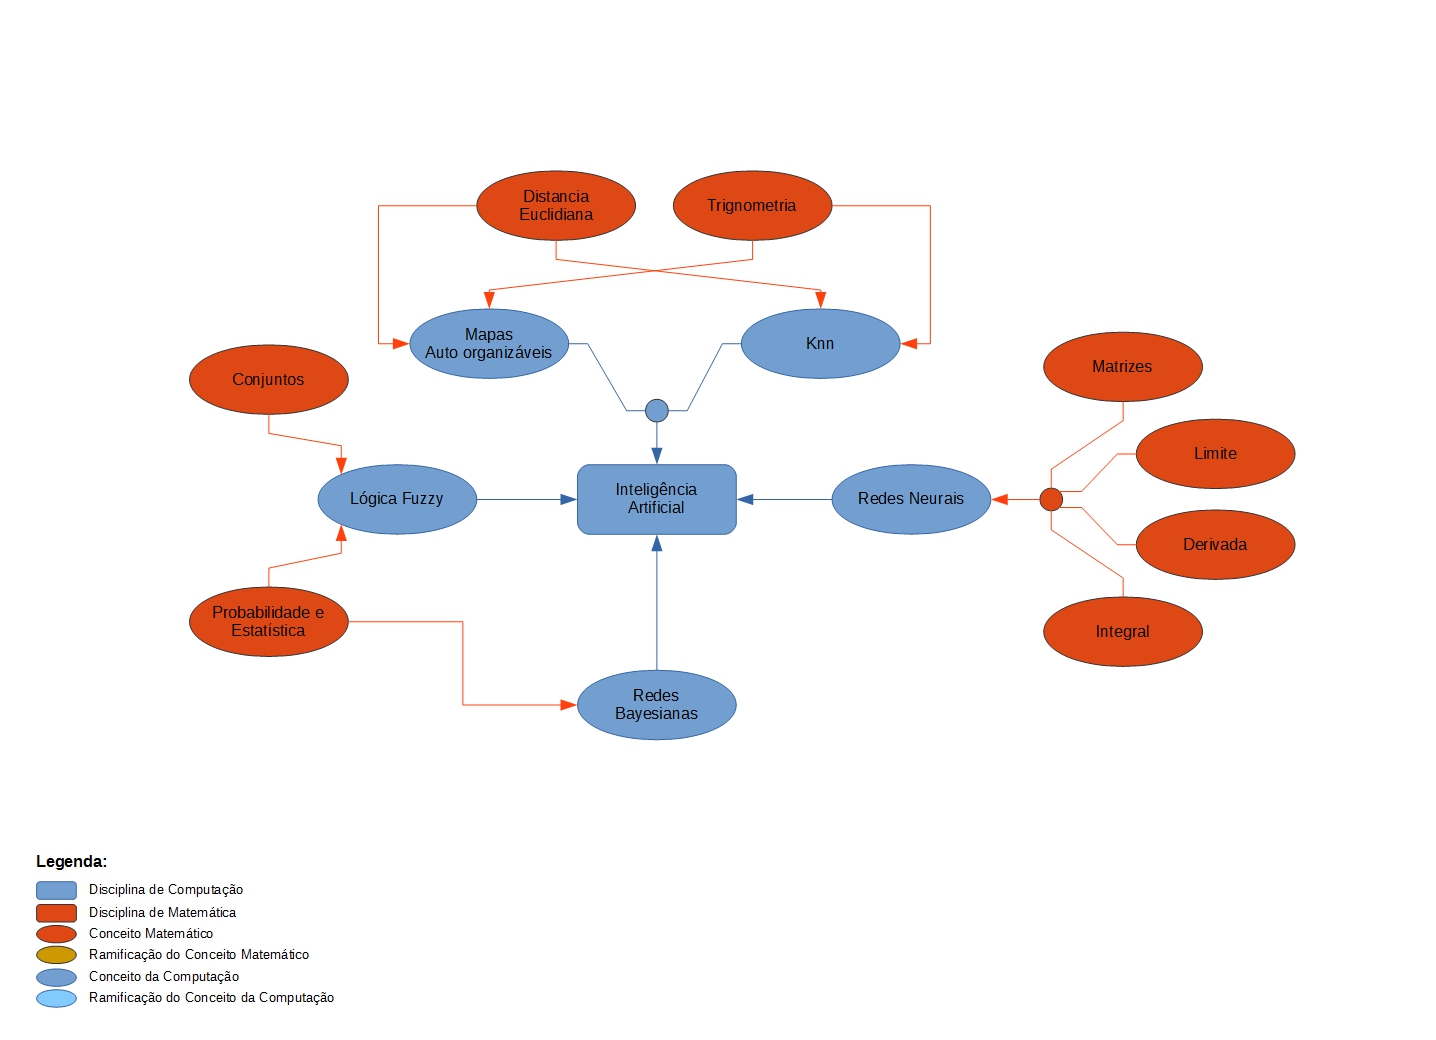 Distancia
Euclidiana
Trignometria
Mapas
Auto organizáveis
Knn
Conjuntos
Matrizes
Limite
Lógica Fuzzy
Inteligência
Artificial
Redes Neurais
Derivada
Probabilidade e
Estatística
Integral
Redes
Bayesianas
Legenda:
Disciplina de Computação
Disciplina de Matemática
Conceito Matemático
Ramificação do Conceito Matemático
Conceito da Computação
Ramificação do Conceito da Computação